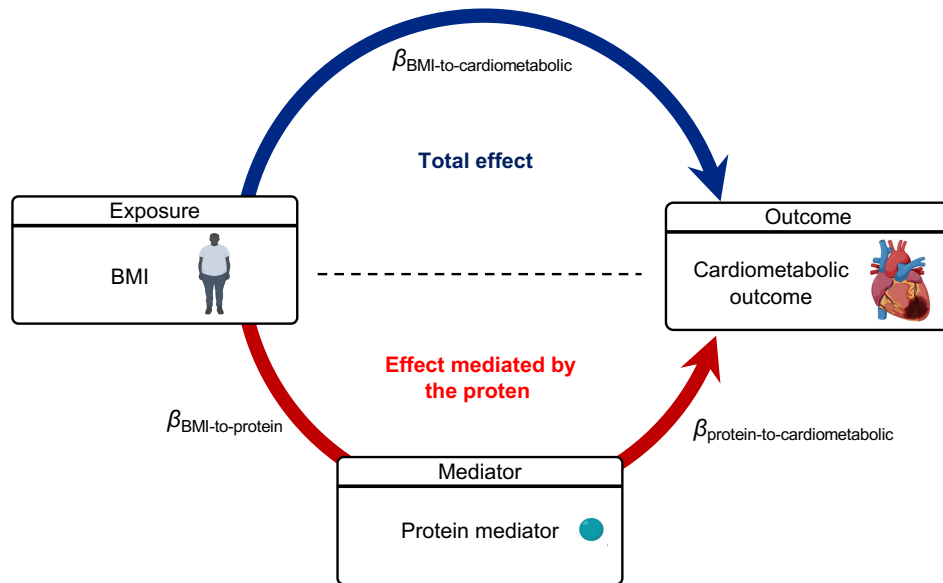 βBMI-to-cardiometabolic
Total effect
Exposure
BMI
Outcome
Cardiometabolic
outcome
Effect mediated by
the proten
βBMI-to-protein
βprotein-to-cardiometabolic
Mediator
Protein mediator